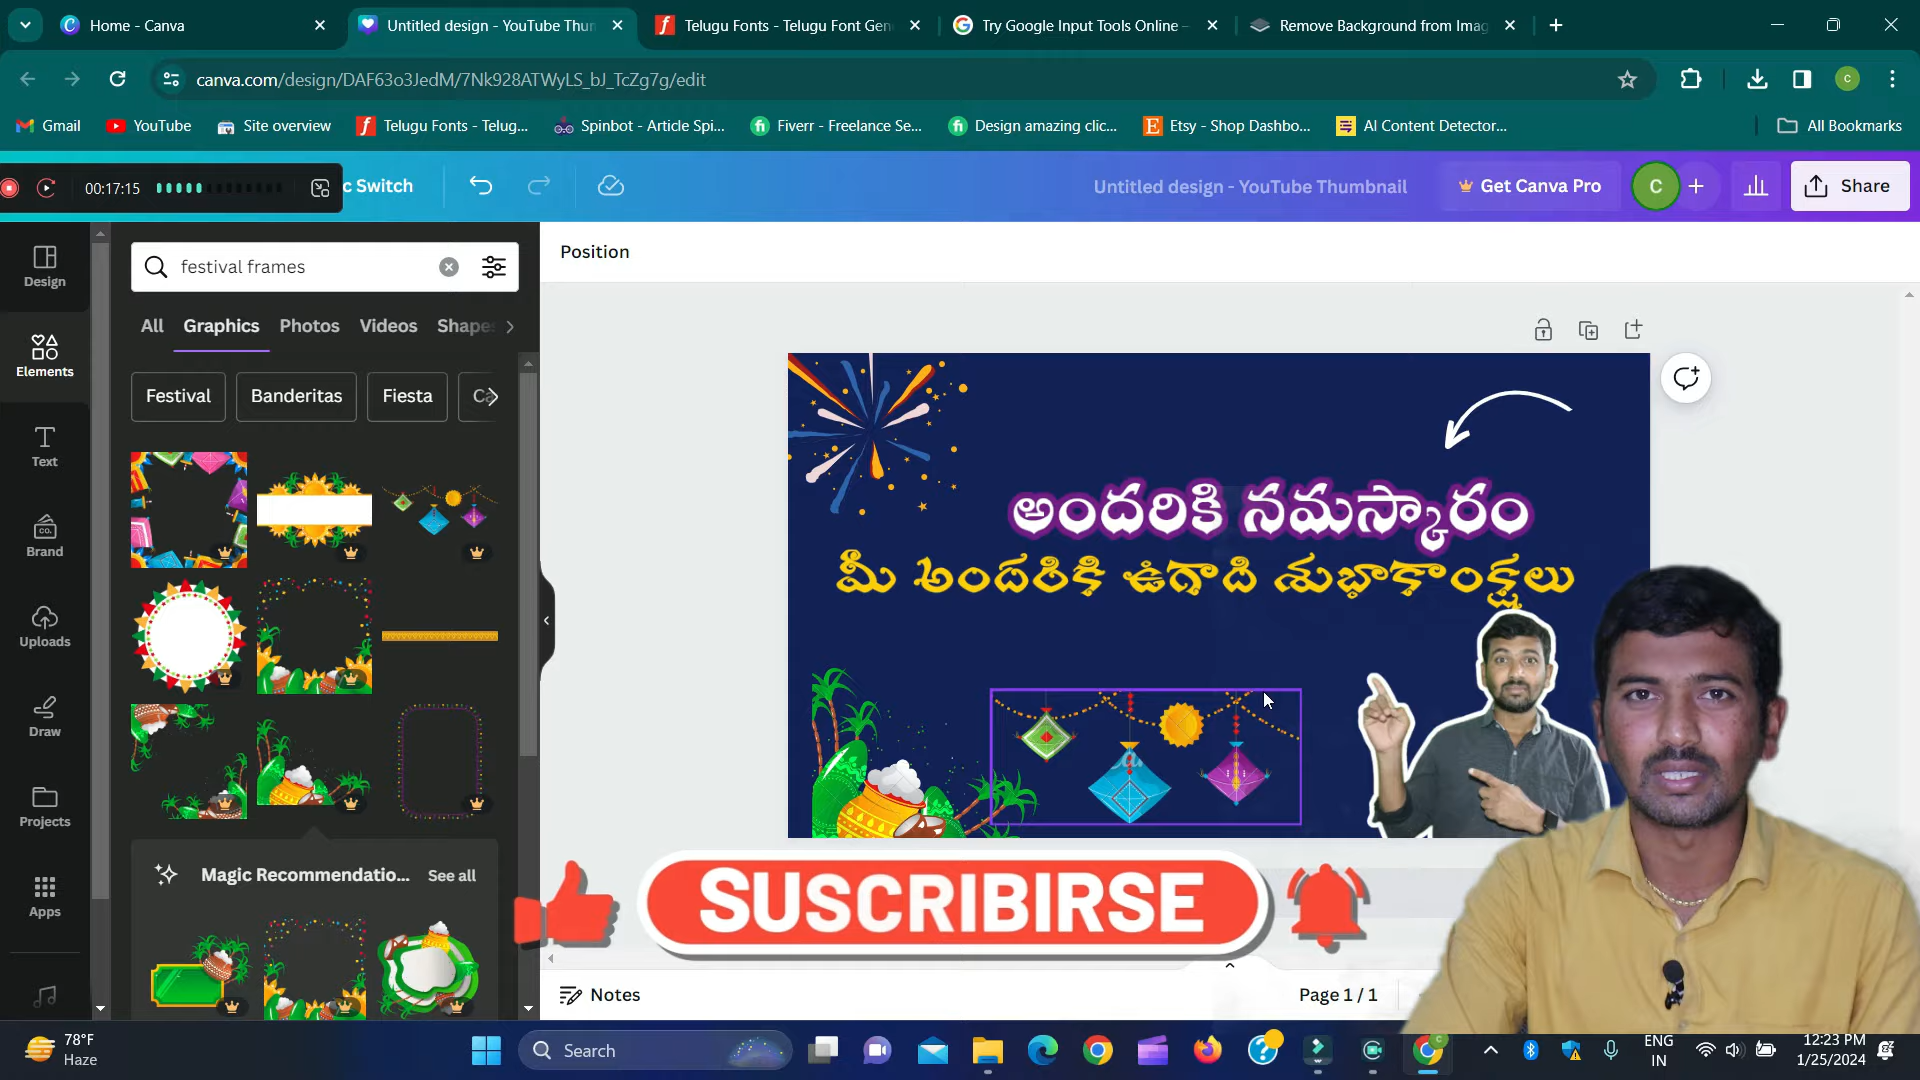 Home - Canva
Untitled design - YouTube Thun
Telugu Fonts - Telugu Font Gen
Try Google Input Tools Online –
Remove Background from Imag
canva.com/design/DAF63o3JedM/7Nk928ATWyLS_bJ_TcZg7g/edit
C
Gmail
YouTube
Site overview
Telugu Fonts - Telug...
Spinbot - Article Spi...
Fiverr - Freelance Se...
Design amazing clic...
Etsy - Shop Dashbo...
AI Content Detector...
All Bookmarks
00:17:15
c Switch
Untitled design - YouTube Thumbnail
Get Canva Pro
C
Share
Design
Elements
Text
Brand
Uploads
Draw
Projects
Apps
festival frames
All
Graphics
Photos
Videos
Shapes
Festival
Banderitas
Fiesta
Ca
Magic Recommendatio...
See all
Position
అందరికి నమస్కారం
మీ అందరికి ఉగాది శుభాకాంక్షలు
SUSCRIBIRSE
Notes
Page 1 / 1
78°F
Haze
Search
ENG
IN
12:23 PM
1/25/2024